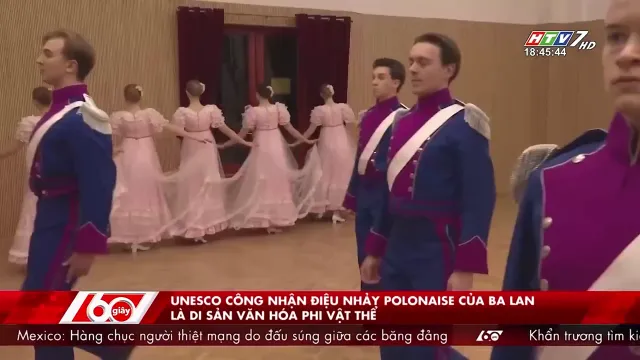 HTV7 HD
18:45:44
60 giây
UNESCO CÔNG NHẬN ĐIỆU NHẢY POLONAISE CỦA BA LAN
LÀ DI SẢN VĂN HÓA PHI VẬT THỂ
Mexico: Hàng chục người thiệt mạng do đấu súng giữa các băng đảng 60 Khẩn trương tìm ki